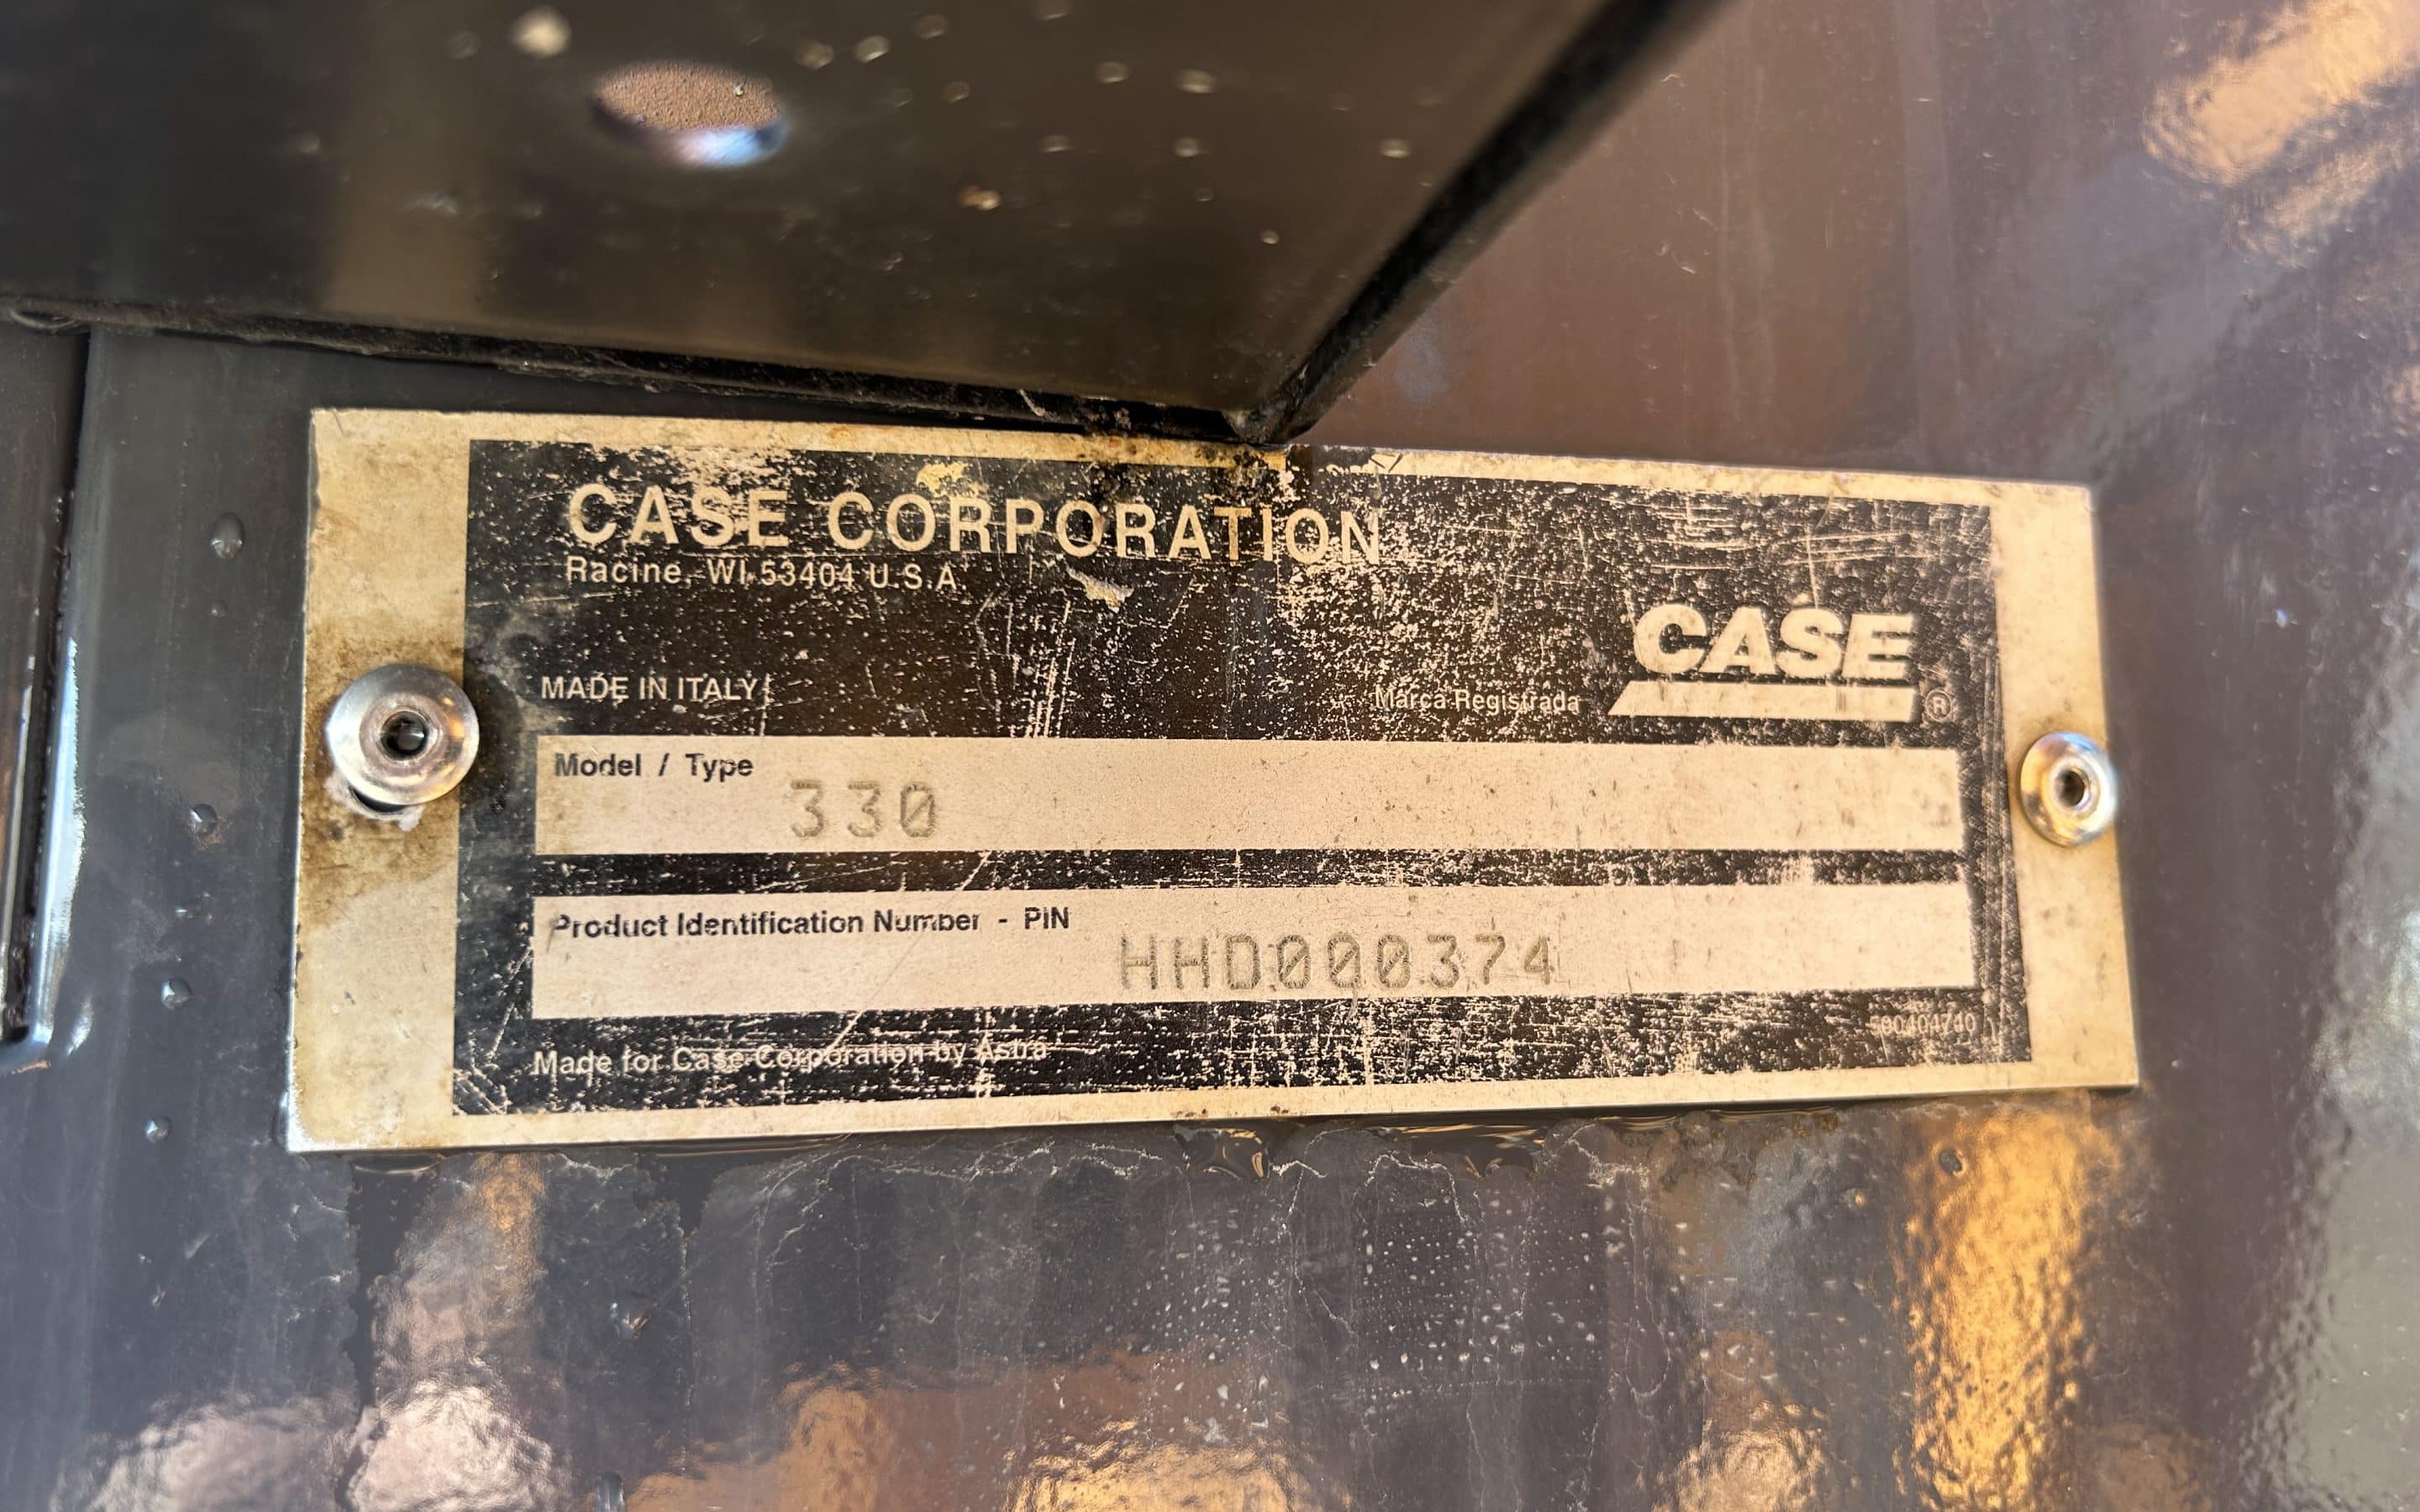 CASE CORPORATION
Racine, WI 53404 U.S.A
MADE IN ITALY
Marca Registrada
CASE ®
Model / Type
330
Product Identification Number - PIN
HHD000374
500404740
Made for Case Corporation by Astra